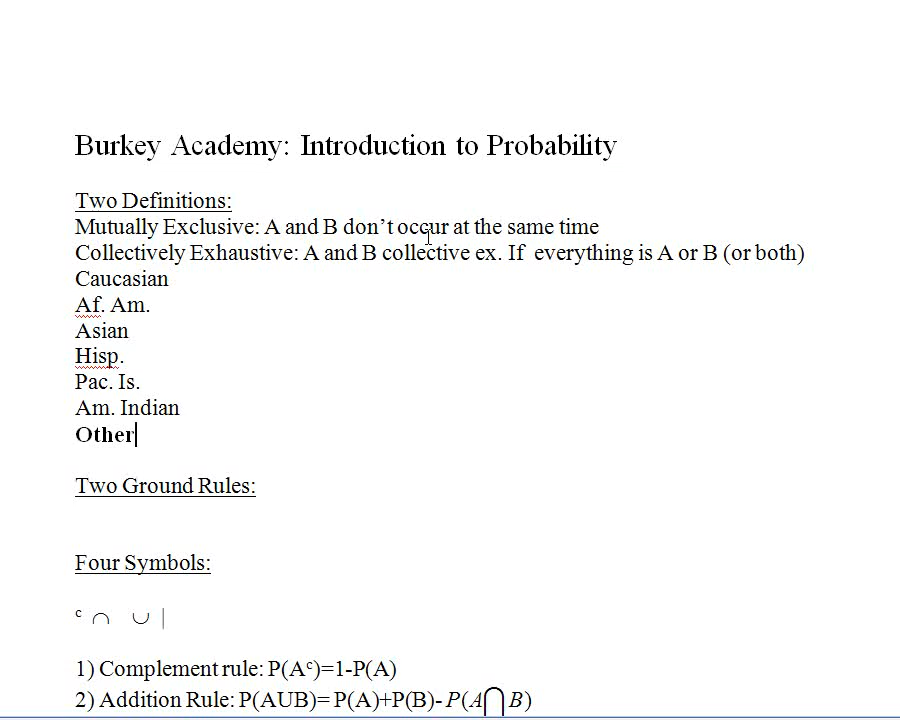 Burkey Academy: Introduction to Probability
Two Definitions:
Mutually Exclusive: A and B don’t occur at the same time
Collectively Exhaustive: A and B collective ex. If  everything is A or B (or both)
Caucasian
Af. Am.
Asian
Hisp.
Pac. Is.
Am. Indian
Other
Two Ground Rules:
Four Symbols:
ᶜ ∩ ∪ |
1) Complement rule: P(Aᶜ)=1-P(A)
2) Addition Rule: P(AUB)= P(A)+P(B)- P(A⋂B)